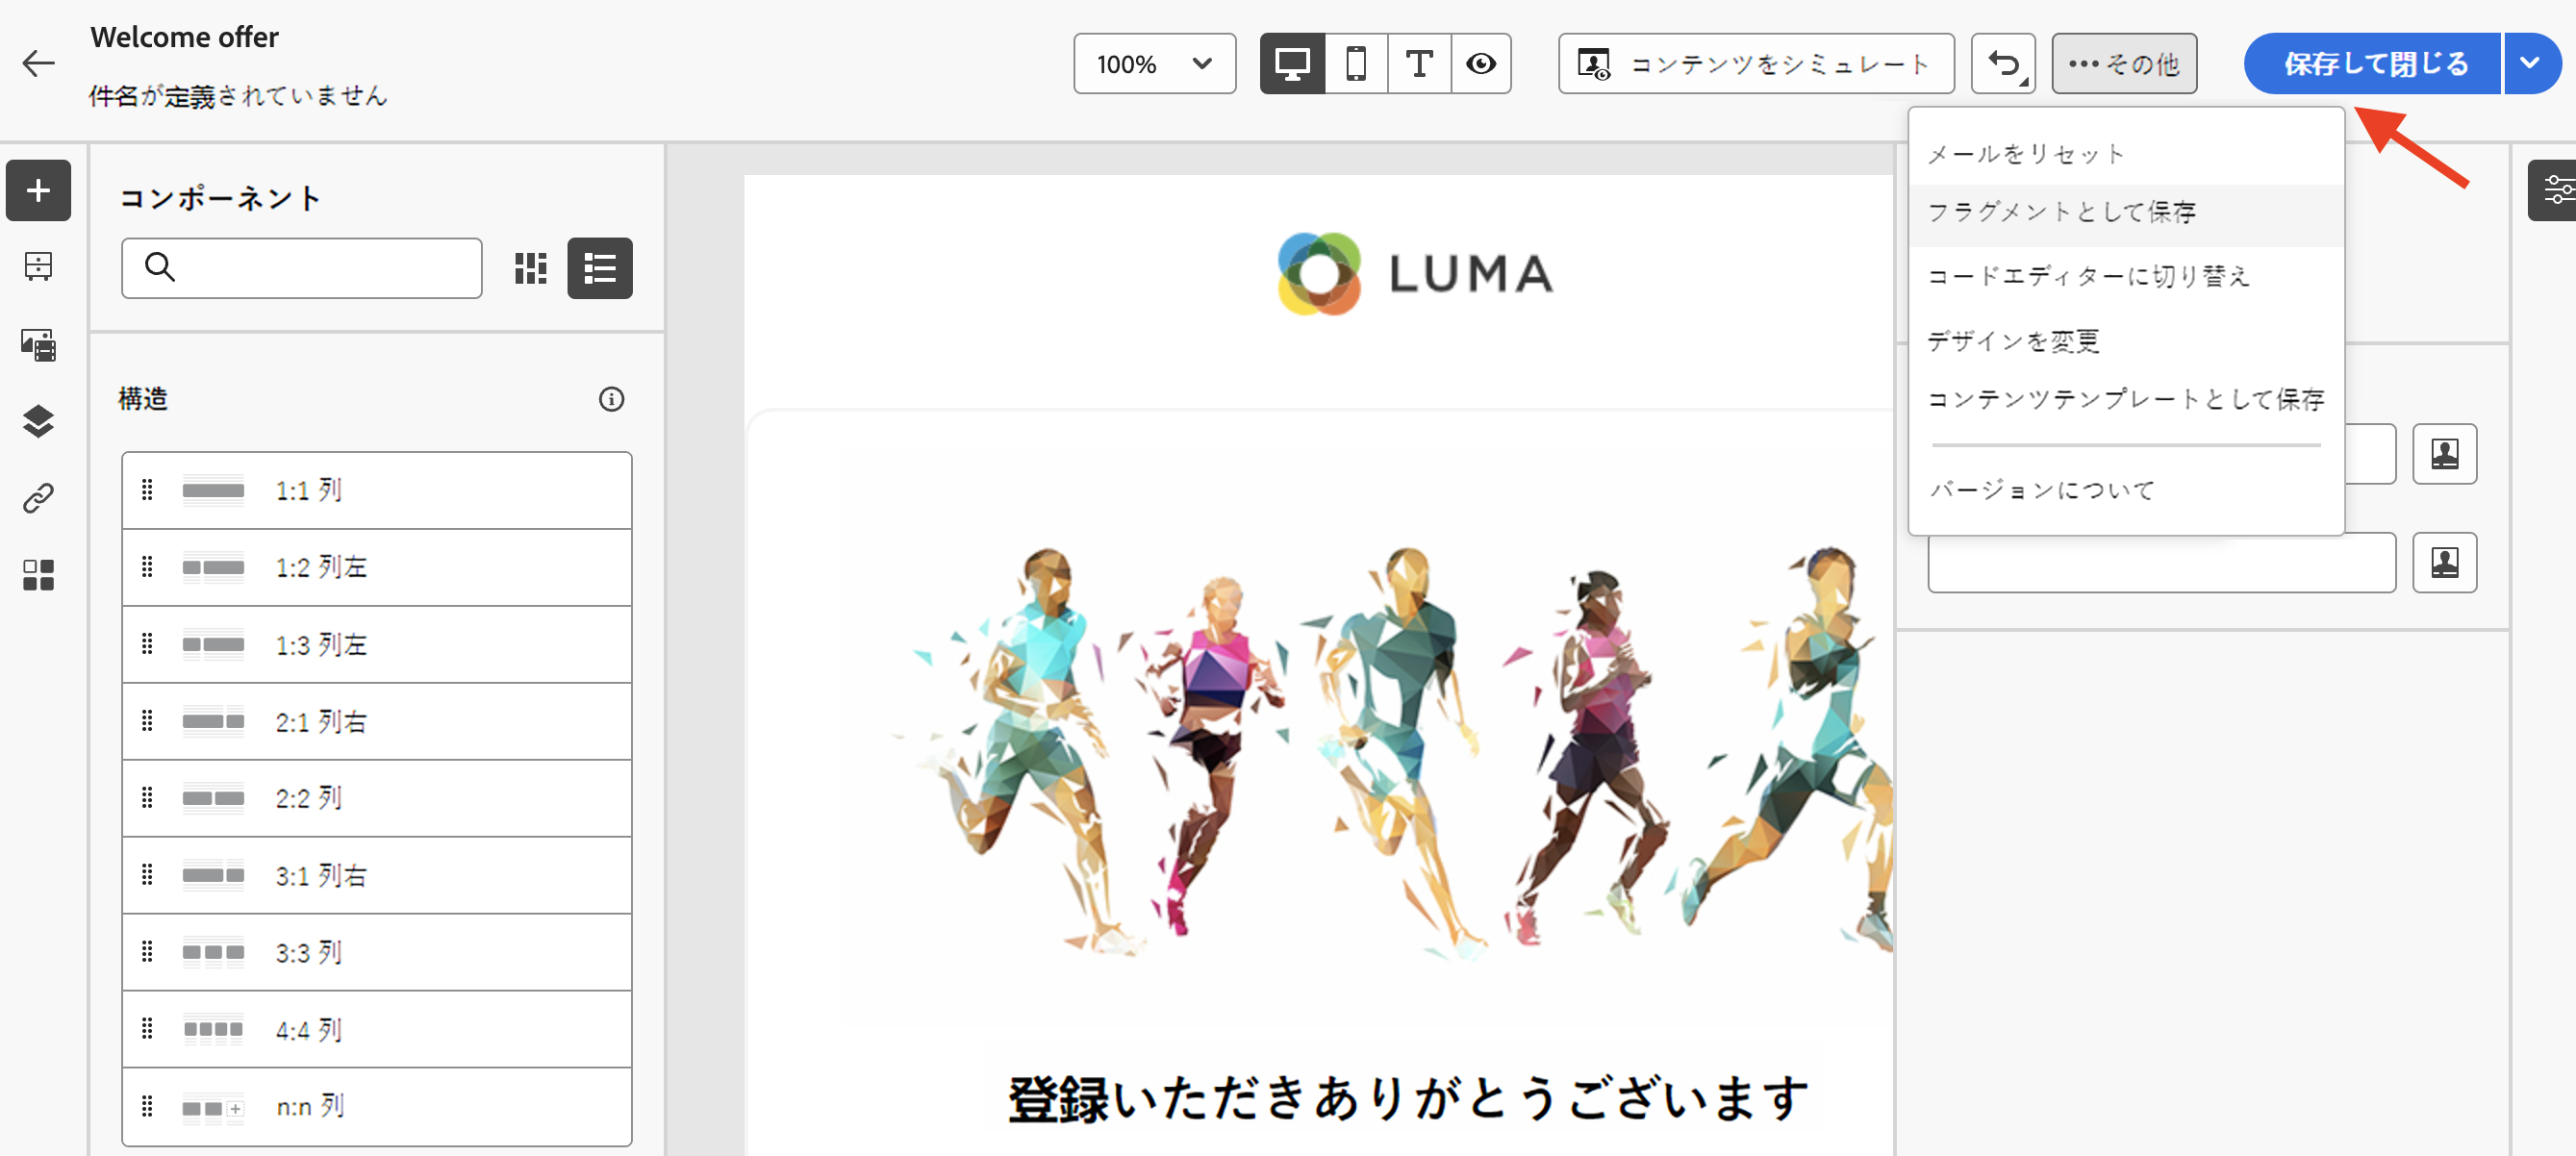 Welcome offer
件名が定義されていません
100%
コンテンツをシミュレート
その他
保存して閉じる
メールをリセット
フラグメントとして保存
コードエディターに切り替え
デザインを変更
コンテンツテンプレートとして保存
バージョンについて
コンポーネント
構造
1:1 列
1:2 列左
1:3 列左
2:1 列右
2:2 列
3:1 列右
3:3 列
4:4 列
n:n 列
LUMA
登録いただきありがとうございます